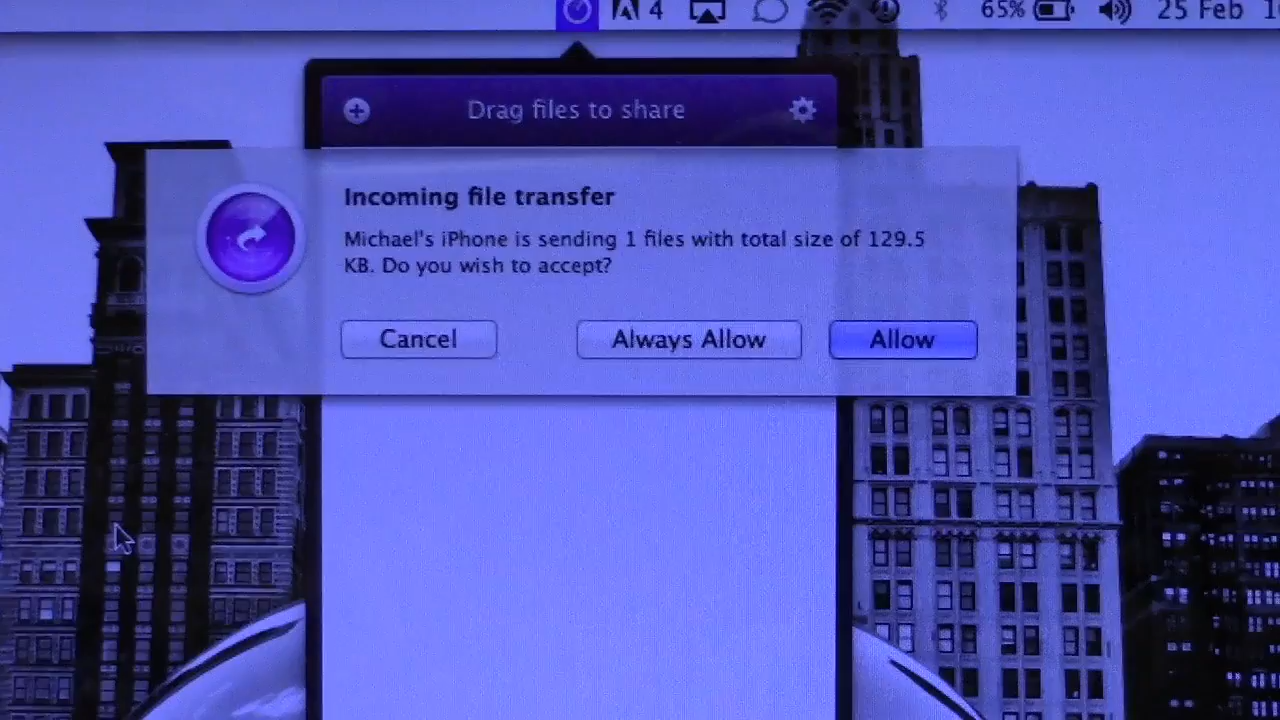 4 65% 25 Feb
Drag files to share
Incoming file transfer
Michael's iPhone is sending 1 files with total size of 129.5
KB. Do you wish to accept?
Cancel Always Allow Allow